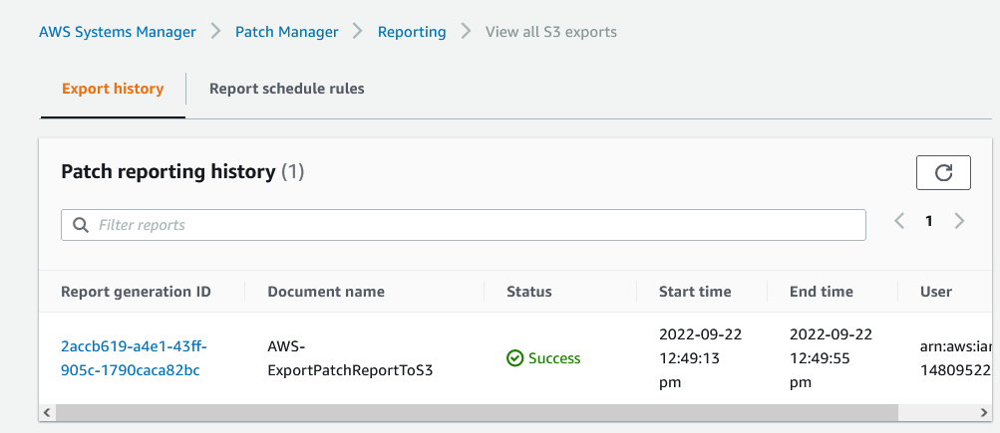 AWS Systems Manager > Patch Manager > Reporting > View all S3 exports
Export history Report schedule rules
Patch reporting history (1)
Filter reports 1
Report generation ID Document name Status Start time End time User
2accb619-a4e1-43ff-905c-1790caca82bc
AWS-ExportPatchReportToS3
Success
2022-09-22 12:49:13 pm
2022-09-22 12:49:55 pm
arn:aws:iar
14809522